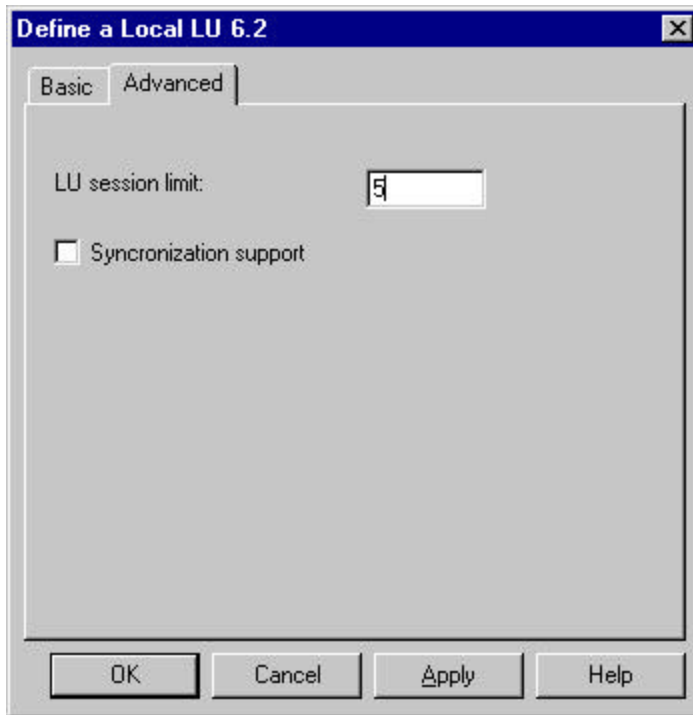 Define a Local LU 6.2
Basic Advanced
LU session limit: 5
Syncronization support
OK Cancel Apply Help